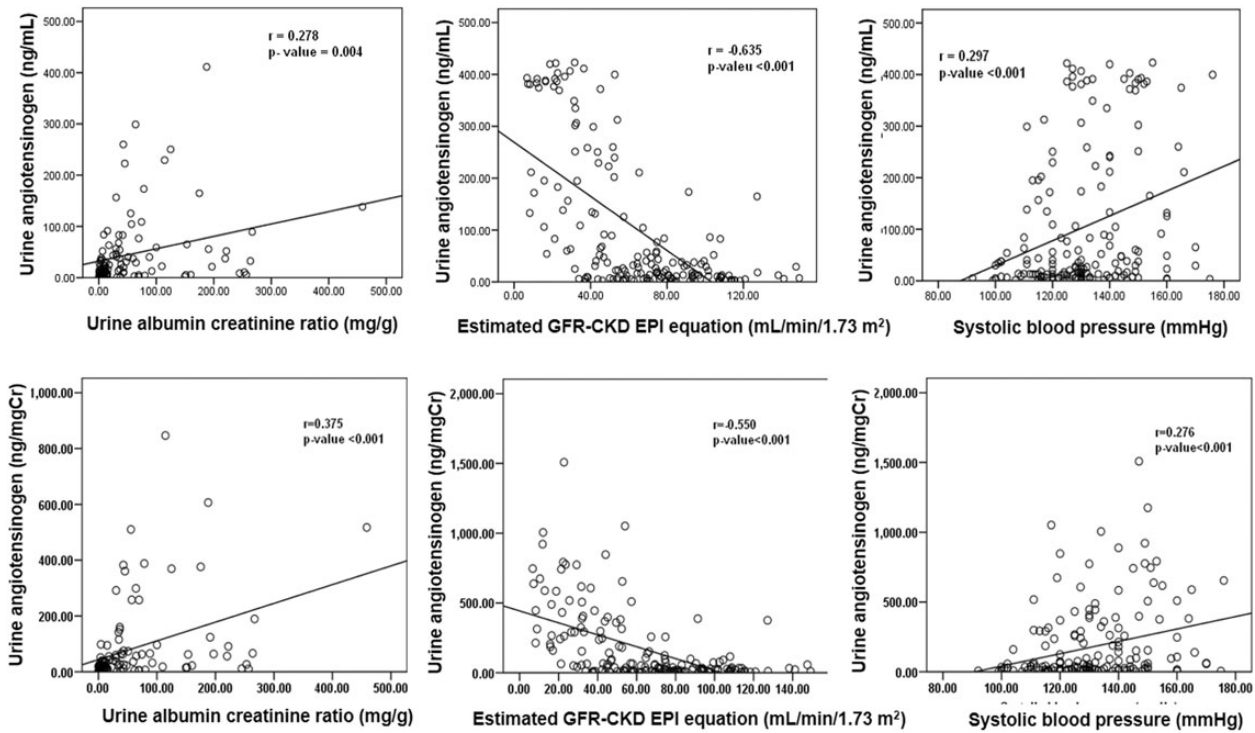 Urine angiotensinogen (ng/mL)
500.00
400.00
300.00
200.00
100.00
0.00
r = 0.278
p- value = 0.004
0.00 100.00 200.00 300.00 400.00 500.00
Urine albumin creatinine ratio (mg/g)
Urine angiotensinogen (ng/mL)
500.00
400.00
300.00
200.00
100.00
0.00
r = -0.635
p-valeu <0.001
0.00 40.00 80.00 120.00
Estimated GFR-CKD EPI equation (mL/min/1.73 m²)
Urine angiotensinogen (ng/mL)
500.00
400.00
300.00
200.00
100.00
0.00
r = 0.297
p-value <0.001
80.00 100.00 120.00 140.00 160.00 180.00
Systolic blood pressure (mmHg)
Urine angiotensinogen (ng/mgCr)
1,000.00
800.00
600.00
400.00
200.00
0.00
r=0.375
p-value <0.001
0.00 100.00 200.00 300.00 400.00 500.00
Urine albumin creatinine ratio (mg/g)
Urine angiotensinogen (ng/mgCr)
2,000.00
1,500.00
1,000.00
500.00
0.00
r=-0.550
p-value<0.001
0.00 20.00 40.00 60.00 80.00 100.00 120.00 140.00
Estimated GFR-CKD EPI equation (mL/min/1.73 m²)
Urine angiotensinogen (ng/mgCr)
2,000.00
1,500.00
1,000.00
500.00
0.00
r=0.276
p-value<0.001
80.00 100.00 120.00 140.00 160.00 180.00
Systolic blood pressure (mmHg)